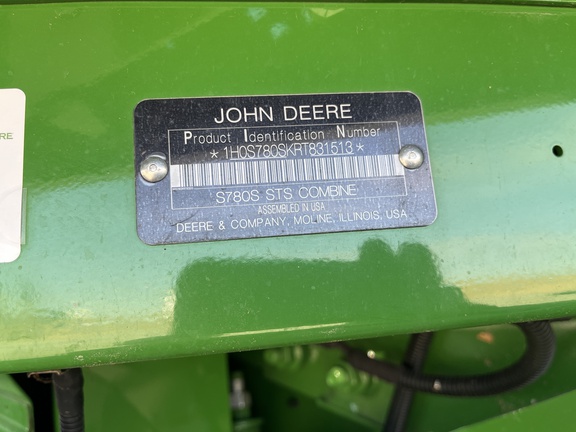 JOHN DEERE
Product Identification Number
*1H0S780SKRT831513*
S780S STS COMBINE
ASSEMBLED IN USA
DEERE & COMPANY, MOLINE, ILLINOIS, USA